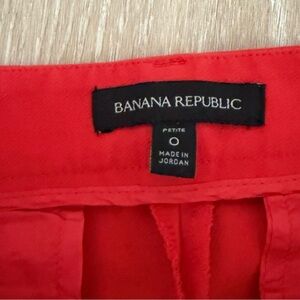 BANANA REPUBLIC
PETITE
0
MADE IN
JORDAN